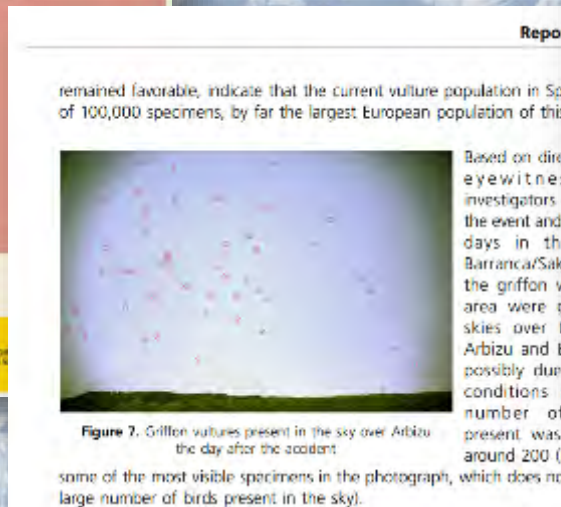 Repo
remained favorable, indicate that the current vulture population in Sp
of 100,000 specimens, by far the largest European population of this
Based on dire
eyewitnes
investigators
the event and
days in th
Barranca/Sak
the griffon v
area were
skies over
Arbizu and E
possibly due
conditions
number of
present was
around 200 (
Figure 7. Griffon vultures present in the sky over Arbizu
the day after the accident
some of the most visible specimens in the photograph, which does no
large number of birds present in the sky).